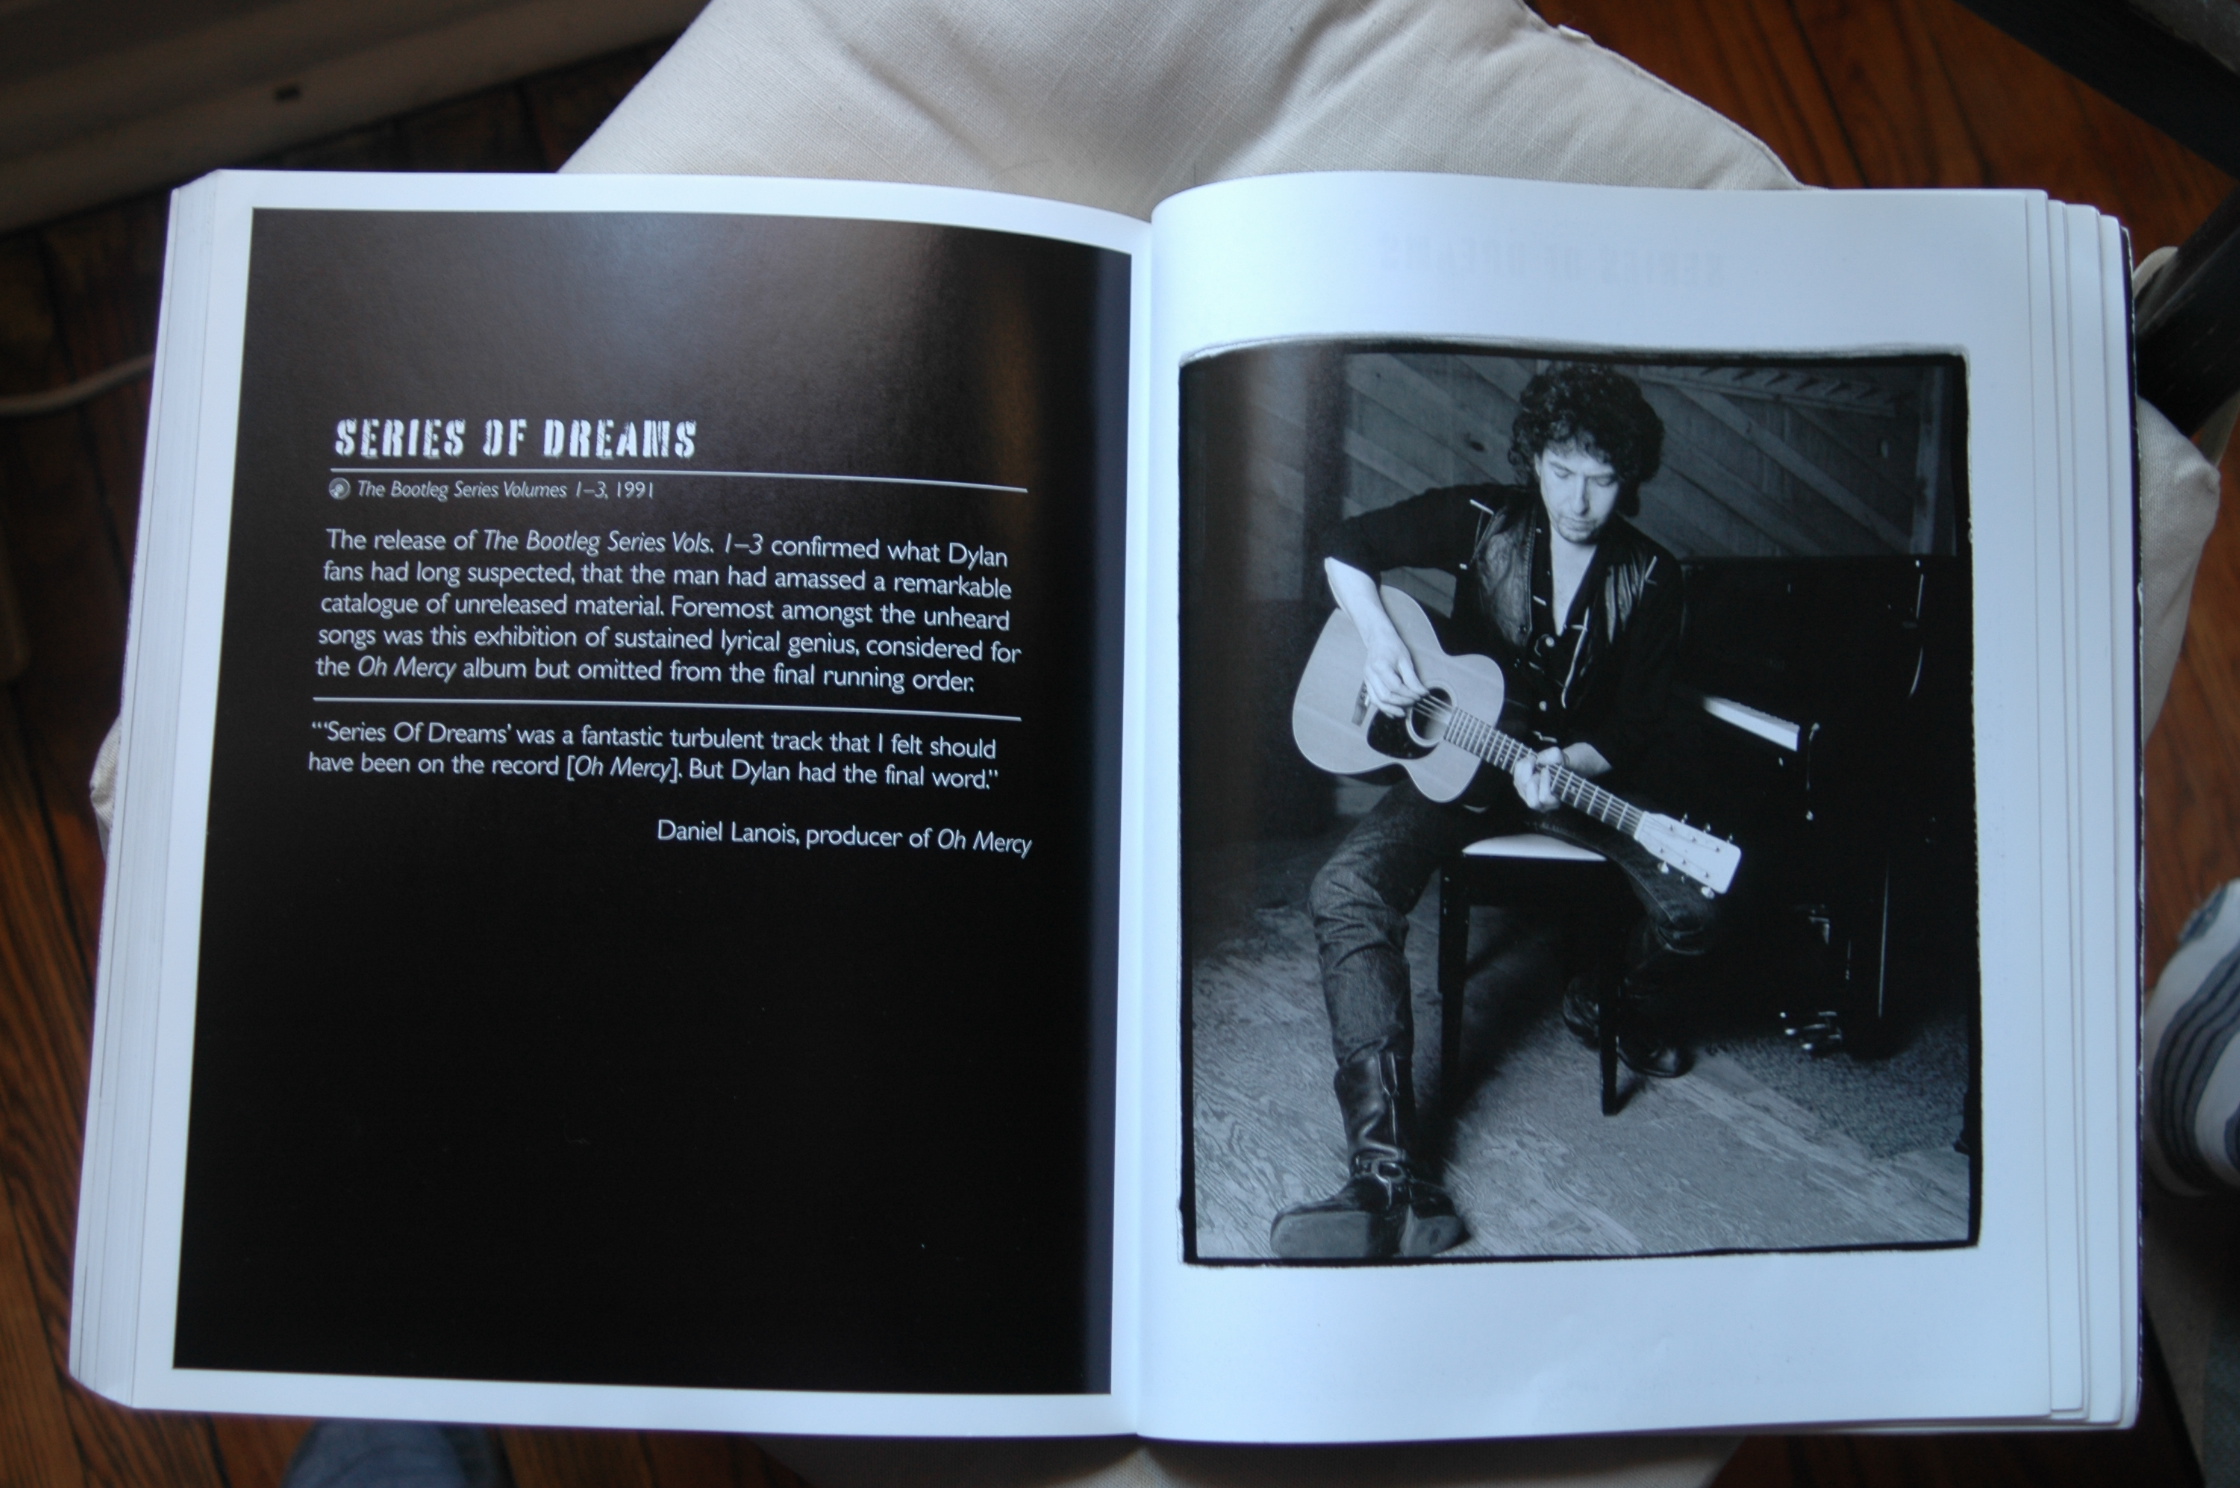 SERIES OF DREAMS
The Bootleg Series Volumes 1–3, 1991
The release of The Bootleg Series Vols. 1–3 confirmed what Dylan
fans had long suspected, that the man had amassed a remarkable
catalogue of unreleased material. Foremost amongst the unheard
songs was this exhibition of sustained lyrical genius, considered for
the Oh Mercy album but omitted from the final running order.
“‘Series Of Dreams’ was a fantastic turbulent track that I felt should
have been on the record [Oh Mercy]. But Dylan had the final word.”
Daniel Lanois, producer of Oh Mercy